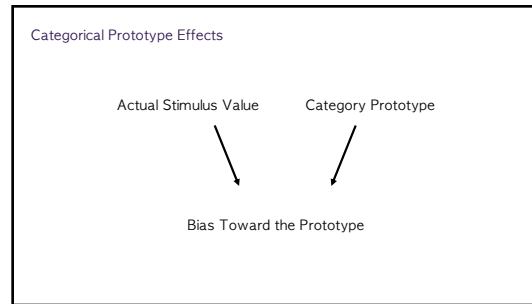 Categorical Prototype Effects
Actual Stimulus Value Category Prototype
Bias Toward the Prototype